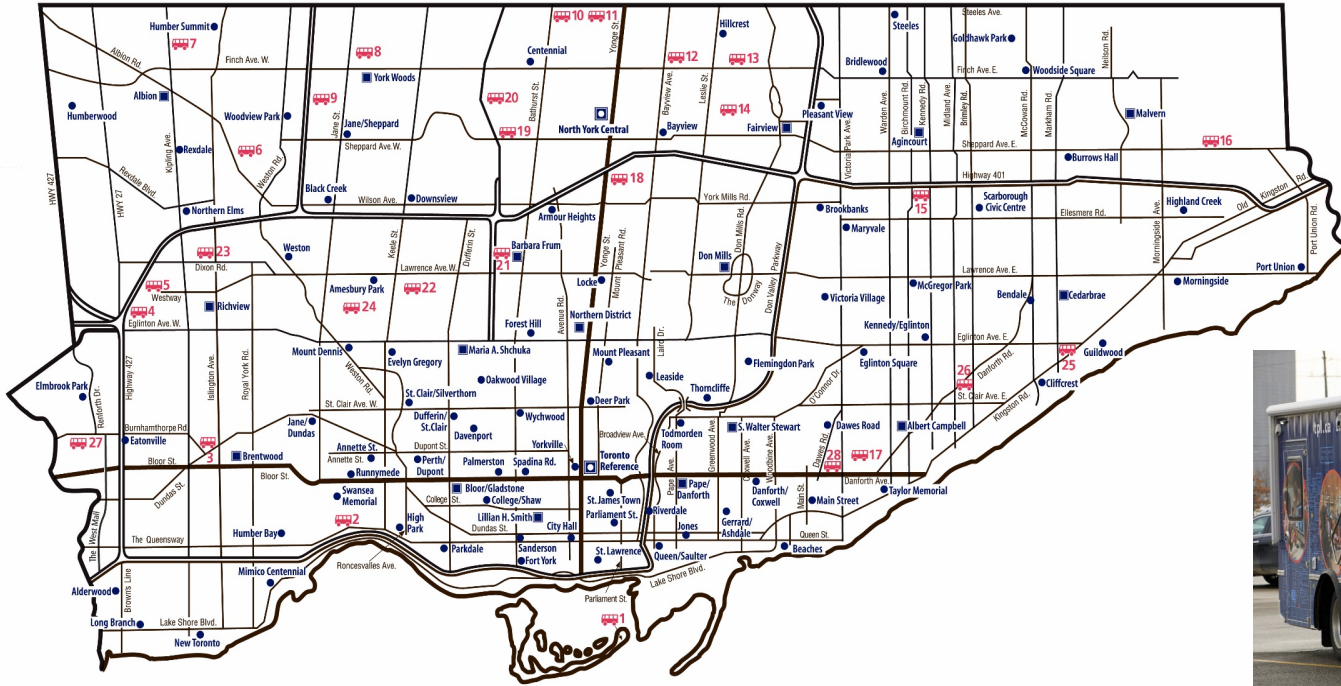 Steeles Ave.
Humber Summit
7
10
11
Yonge St.
Hillcrest
Steeles
Goldhawk Park
Neilson Rd.
Albion Rd.
8
Centennial
12
13
Bridlewood
Finch Ave. W.
Finch Ave. E.
Woodside Square
York Woods
Albion
9
20
Bathurst St.
Bayview Ave.
Leslie St.
Warden Ave.
Birchmount Rd.
Kennedy Rd.
Midland Ave.
Brimley Rd.
McCowan Rd.
Markham Rd.
Humberwood
Woodview Park
Jane St.
Jane/Sheppard
19
North York Central
Bayview
14
Fairview
Pleasant View
Malvern
Agincourt
Sheppard Ave.W.
Sheppard Ave. E.
16
Kipling Ave.
Rexdale
6
Weston Rd.
Victoria Park Ave.
Burrows Hall
HWY 427
HWY 27
Rexdale Blvd.
18
Highway 401
Black Creek
Wilson Ave.
Downsview
York Mills Rd.
15
Scarborough
Civic Centre
Highland Creek
Old
Kingston Rd.
Northern Elms
Armour Heights
Don Mills Rd.
Brookbanks
Ellesmere Rd.
Morningside Ave.
Port Union Rd.
Maryvale
23
Weston
Keele St.
Dufferin St.
Barbara Frum
21
Yonge St.
Mount
Pleasant Rd.
Don Mills
Don Valley Parkway
Dixon Rd.
Lawrence Ave.W.
Lawrence Ave. E.
Port Union
5
Westway
Amesbury Park
22
Locke
The Donway
McGregor Park
Morningside
4
Richview
24
Avenue Rd.
Northern District
Victoria Village
Bendale
Cedarbrae
Eglinton Ave. W.
Forest Hill
Laird Dr.
Kennedy/Eglinton
Eglinton Ave. E.
Mount Dennis
Evelyn Gregory
Maria A. Shchuka
Mount Pleasant
Flemingdon Park
Eglinton Square
Guildwood
25
Danforth Rd.
Elmbrook Park
Renforth Dr.
Highway 427
Islington Ave.
Royal York Rd.
Weston Rd.
Oakwood Village
Leaside
Thorncliffe
O'Connor Dr.
26
Cliffcrest
St. Clair/Silverthorn
St. Clair Ave. W.
Deer Park
St. Clair Ave. E.
Kingston Rd.
Burnhamthorpe Rd.
Jane/
Dundas
Dufferin/
St.Clair
Wychwood
Davenport
Broadview Ave.
Todmorden
Room
Greenwood Ave.
S. Walter Stewart
Coxwell Ave.
Woodbine Ave.
Dawes Rd.
Dawes Road
Albert Campbell
27
Eatonville
3
Brentwood
Annette St.
Annette St.
Dupont St.
Yorkville
28
17
Bloor St.
Bloor St.
Runnymede
Perth/
Dupont
Palmerston
Spadina Rd.
Toronto
Reference
Pape Ave.
Danforth Ave.
Dundas St.
Swansea
Memorial
Bloor/Gladstone
College St.
College/Shaw
St. James Town
Pape/
Danforth
Danforth/
Coxwell
Main St.
Main Street
Taylor Memorial
The West Mall
2
High
Park
Lillian H. Smith
Dundas St.
City Hall
Parliament St.
Riverdale
Jones
Gerrard/
Ashdale
Queen St.
The Queensway
Humber Bay
Parkdale
Sanderson
Fort York
St. Lawrence
Queen/Saulter
Beaches
Roncesvalles Ave.
Mimico Centennial
Lake Shore Blvd.
Alderwood
Browns Line
Parliament St.
Long Branch
Lake Shore Blvd.
1
New Toronto
tpl.ca